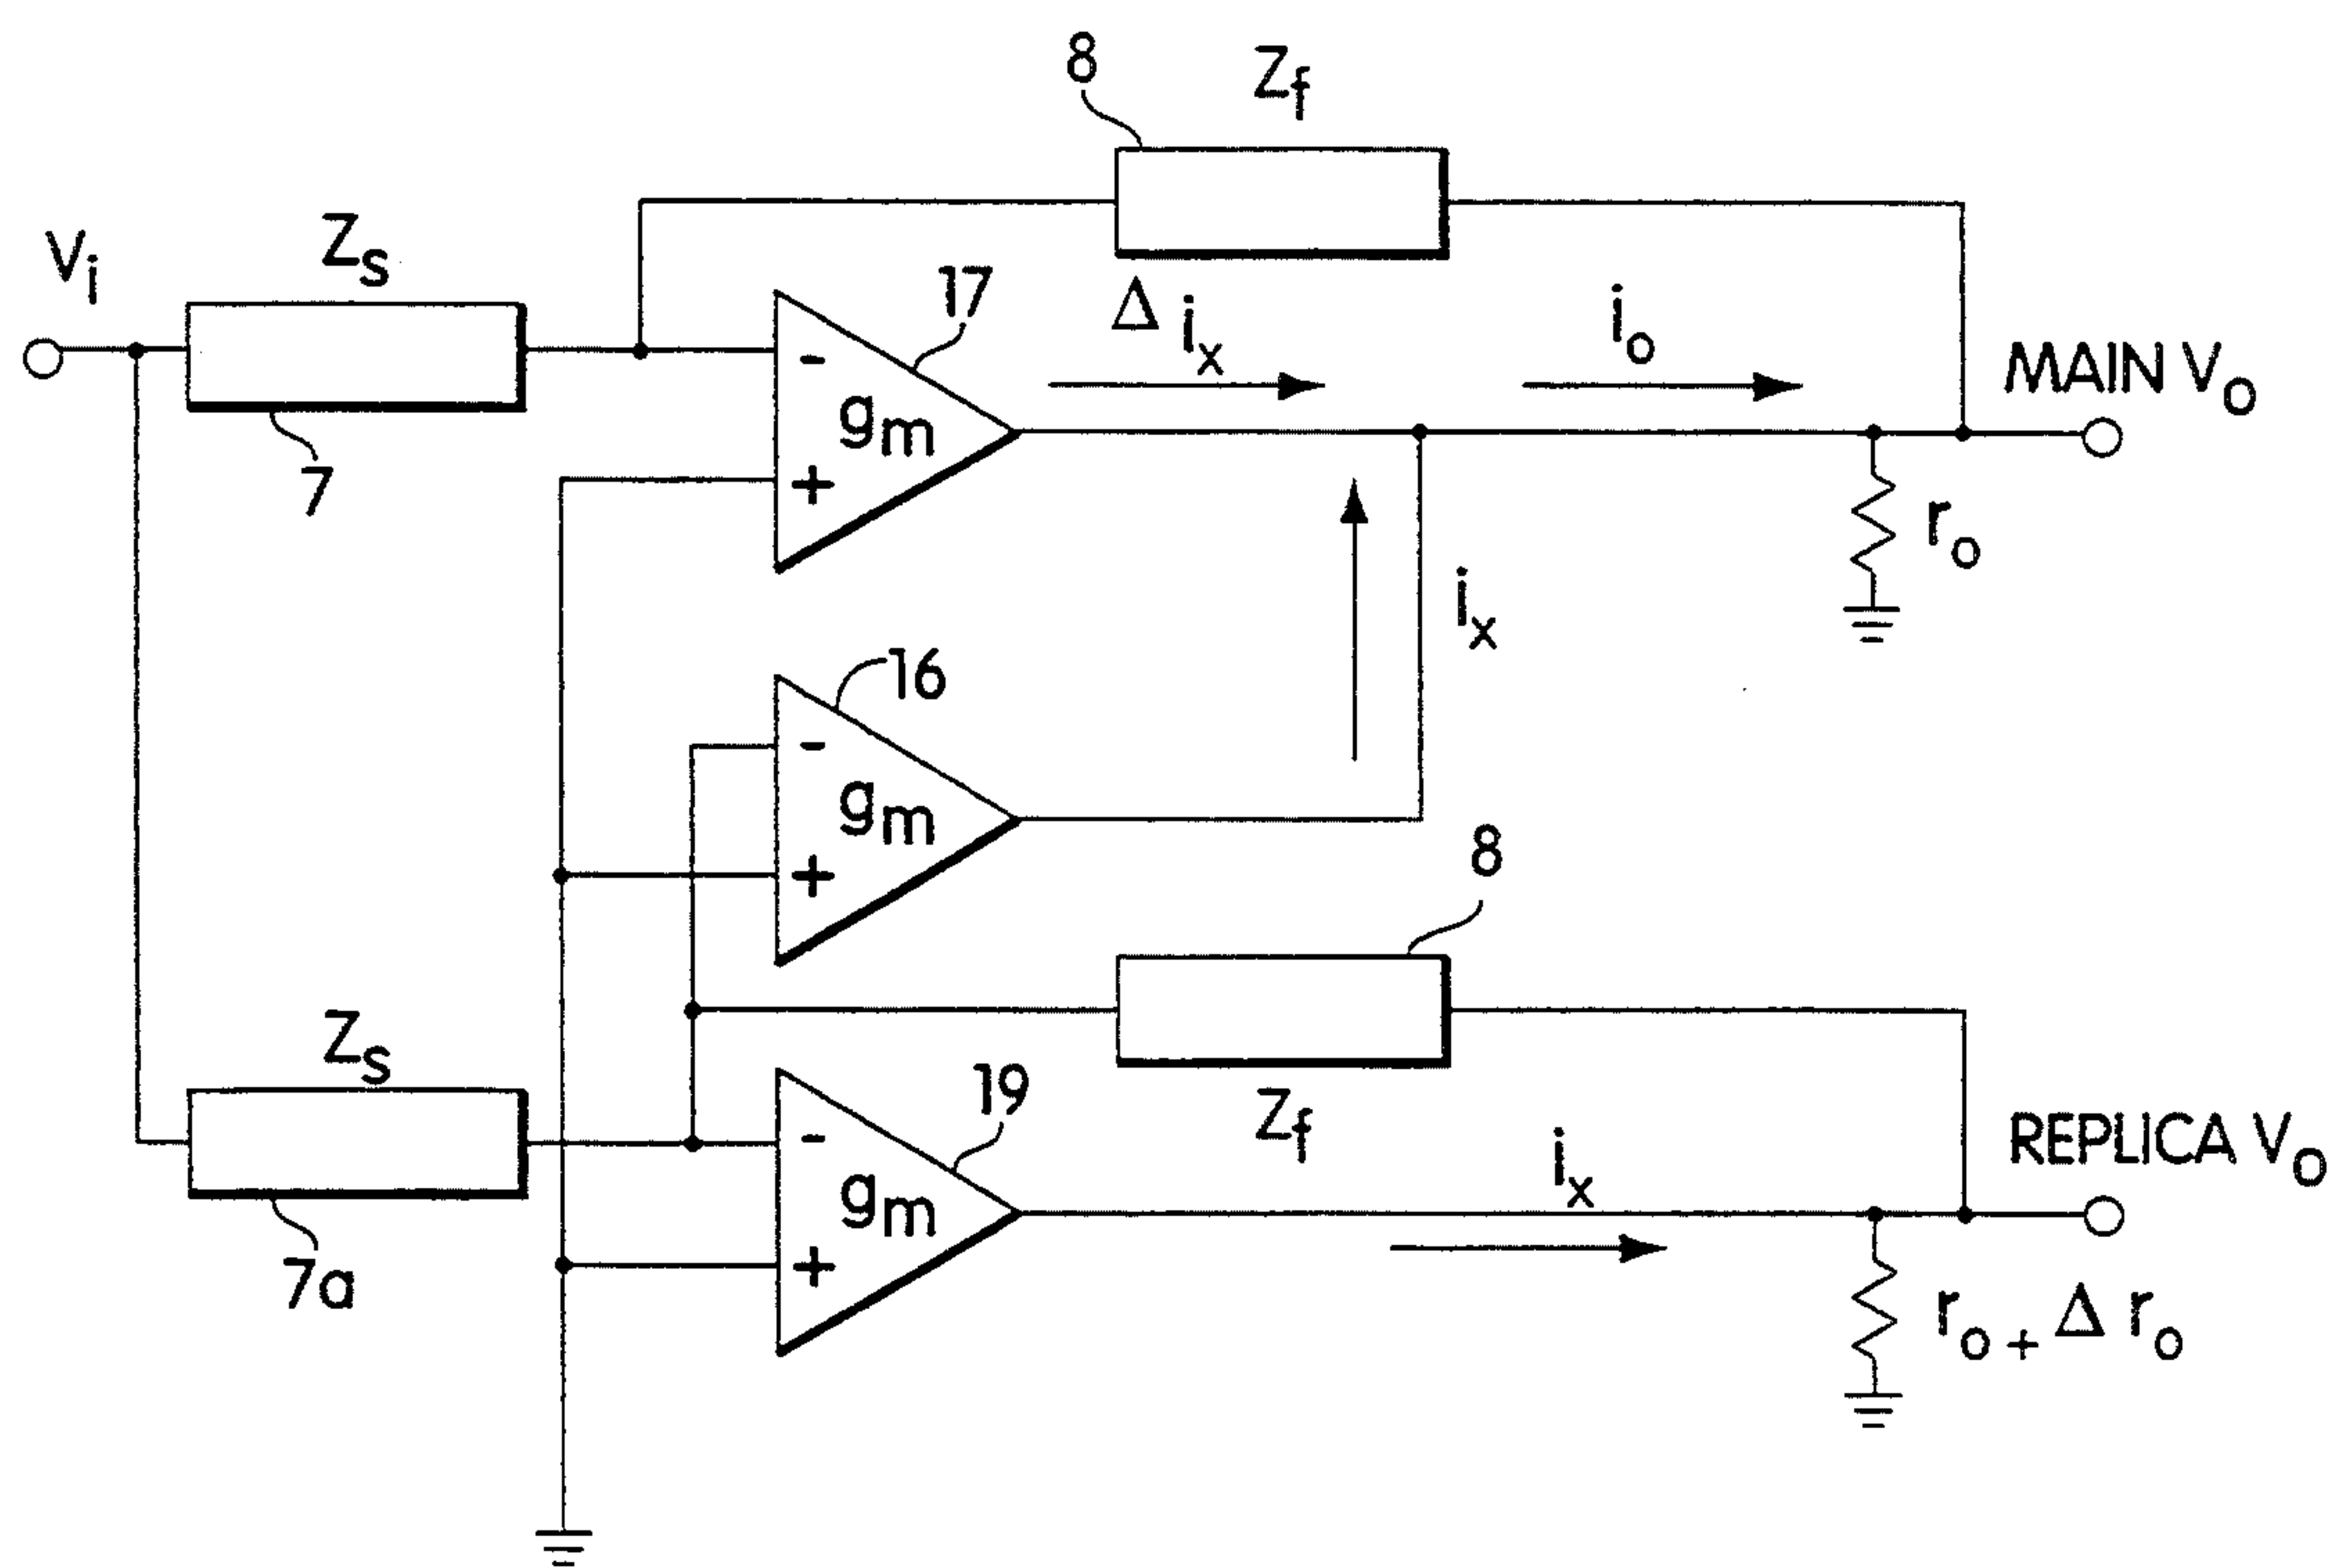 8
Zf
Vi
Zs
17
Δ ix
io
MAIN Vo
-
gm
+
7
ro
ix
16
-
gm
+
8
Zs
19
Zf
ix
REPLICA Vo
-
gm
+
7a
ro + Δ ro